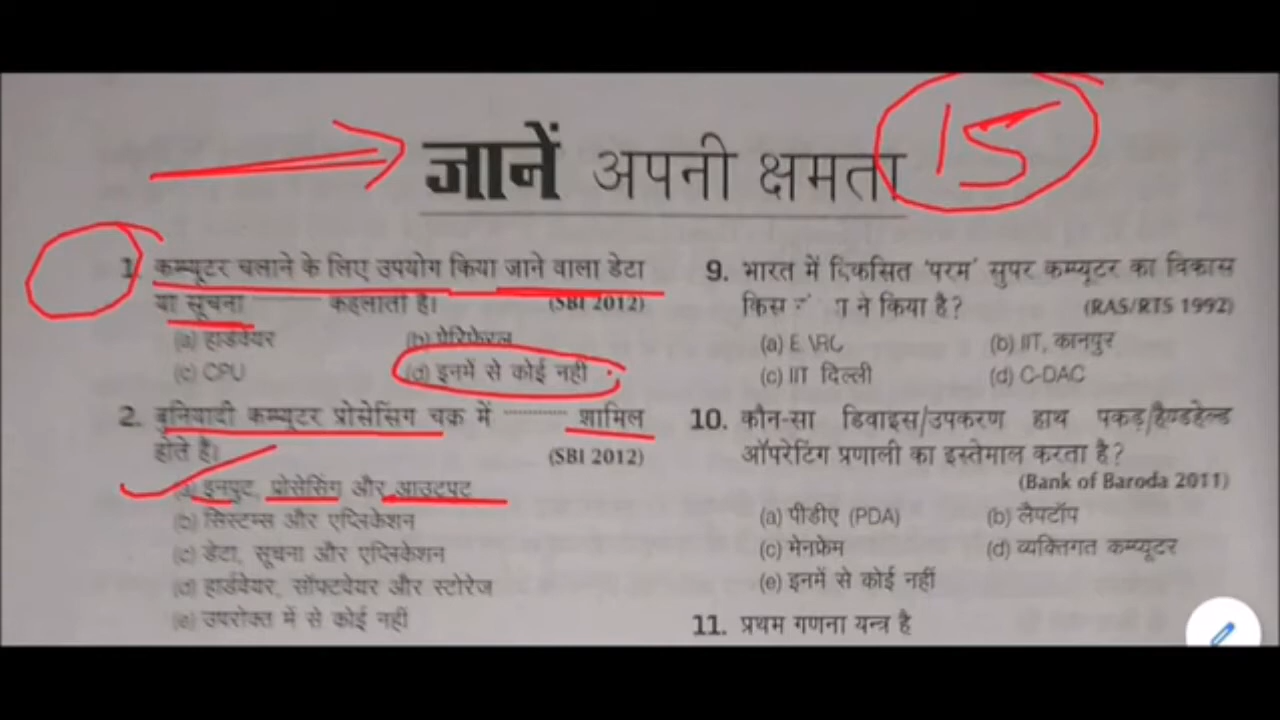 15
जानें अपनी क्षमता
1. कम्प्यूटर चलाने के लिए उपयोग किया जाने वाला डेटा
या सूचना ............ कहलाती है। (SBI 2012)
(a) हार्डवेयर (b) पेरिफेरल
(c) CPU (d) इनमें से कोई नहीं
2. बुनियादी कम्प्यूटर प्रोसेसिंग चक्र में ............ शामिल
होते हैं। (SBI 2012)
(a) इनपुट, प्रोसेसिंग और आउटपुट
(b) सिस्टम्स और एप्लिकेशन
(c) डेटा, सूचना और एप्लिकेशन
(d) हार्डवेयर, सॉफ्टवेयर और स्टोरेज
(e) उपरोक्त में से कोई नहीं
9. भारत में विकसित 'परम' सुपर कम्प्यूटर का विकास
किस ने किया है? (RAS/RTS 1992)
(a) (b) IIT, कानपुर
(c) IIT दिल्ली (d) C-DAC
10. कौन-सा डिवाइस/उपकरण हाथ पकड़/हैण्डहेल्ड
ऑपरेटिंग प्रणाली का इस्तेमाल करता है?
(Bank of Baroda 2011)
(a) पीडीए (PDA) (b) लैपटॉप
(c) मेनफ्रेम (d) व्यक्तिगत कम्प्यूटर
(e) इनमें से कोई नहीं
11. प्रथम गणना यन्त्र है